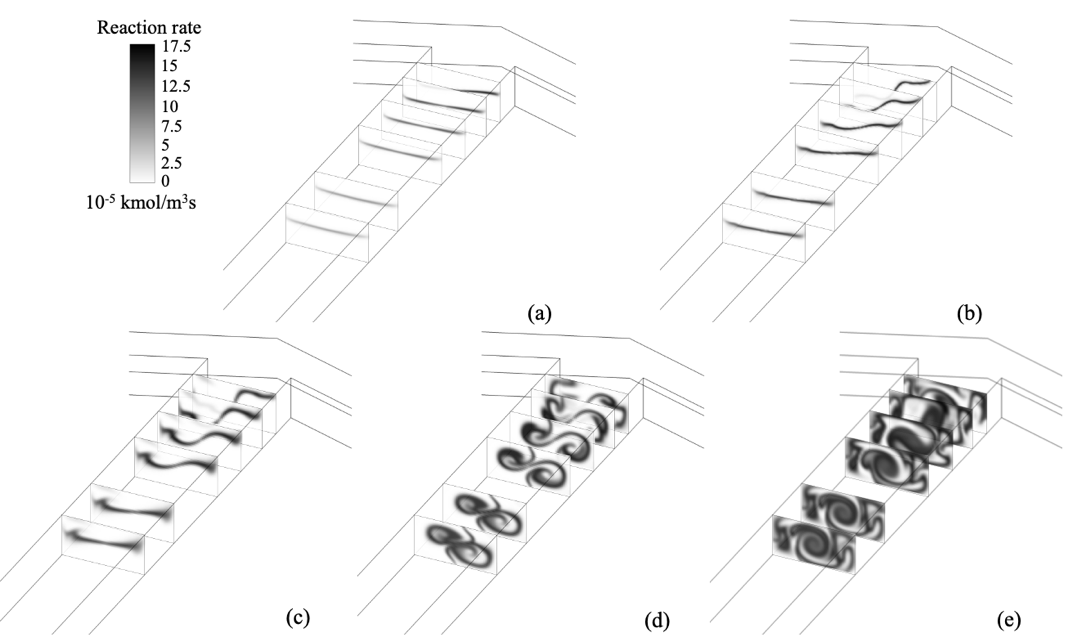 Reaction rate
17.5
15
12.5
10
7.5
5
2.5
0
10⁻⁵ kmol/m³s
(a)
(b)
(c)
(d)
(e)